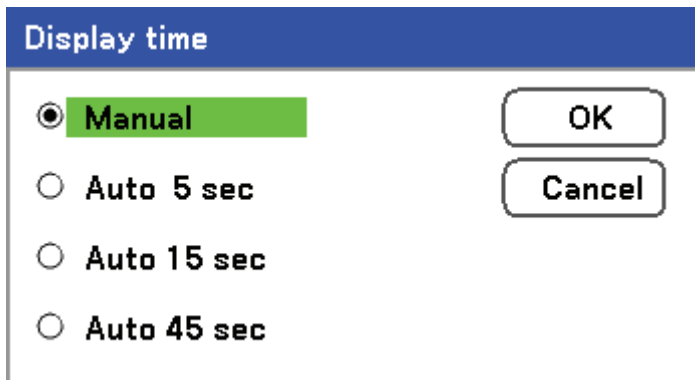 Display time
Manual
OK
Auto 5 sec
Cancel
Auto 15 sec
Auto 45 sec